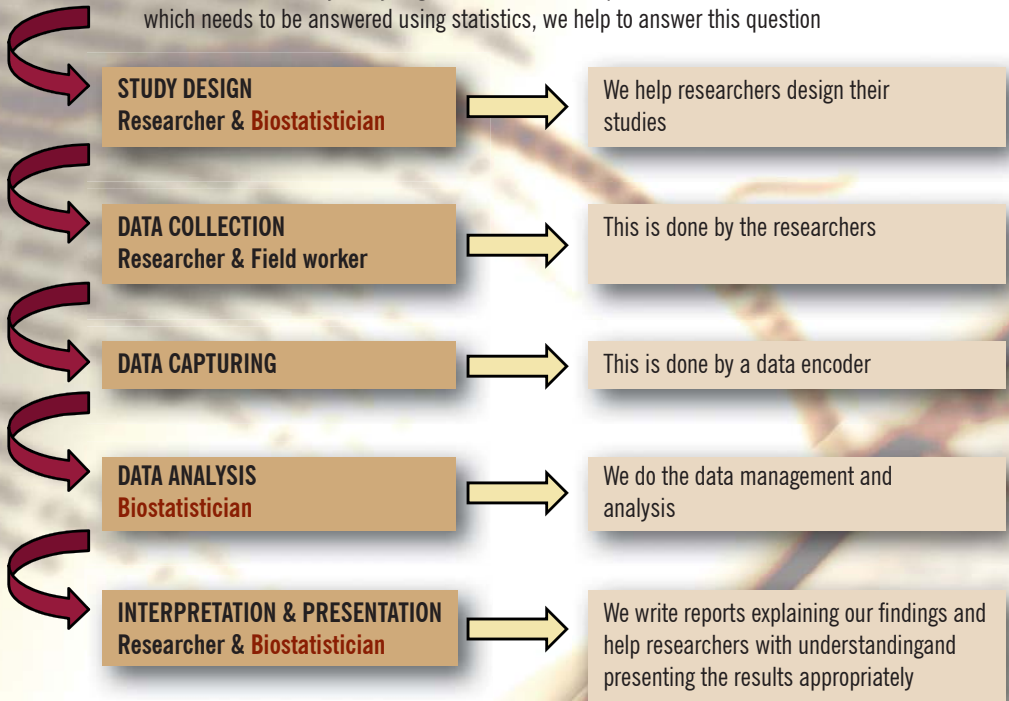 which needs to be answered using statistics, we help to answer this question
STUDY DESIGN
Researcher & Biostatistician
We help researchers design their
studies
DATA COLLECTION
Researcher & Field worker
This is done by the researchers
DATA CAPTURING
This is done by a data encoder
DATA ANALYSIS
Biostatistician
We do the data management and
analysis
INTERPRETATION & PRESENTATION
Researcher & Biostatistician
We write reports explaining our findings and
help researchers with understandingand
presenting the results appropriately